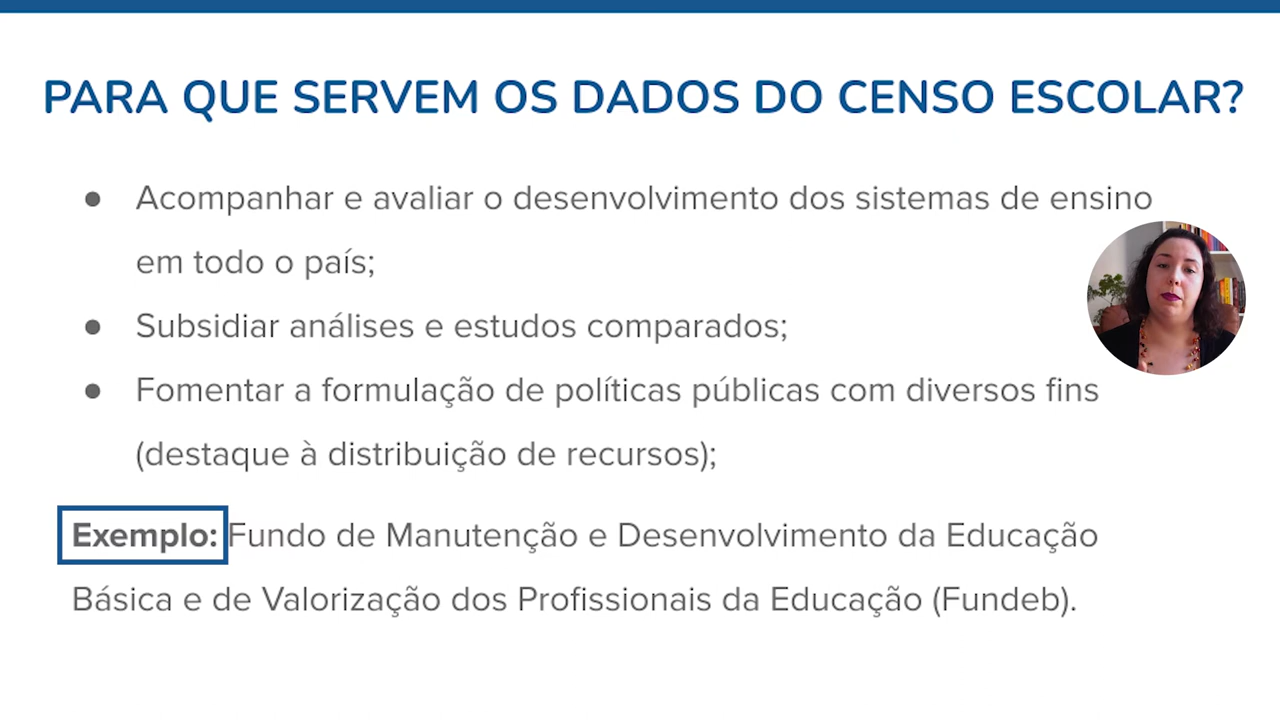 PARA QUE SERVEM OS DADOS DO CENSO ESCOLAR?
● Acompanhar e avaliar o desenvolvimento dos sistemas de ensino
em todo o país;
● Subsidiar análises e estudos comparados;
● Fomentar a formulação de políticas públicas com diversos fins
(destaque à distribuição de recursos);
Exemplo: Fundo de Manutenção e Desenvolvimento da Educação
Básica e de Valorização dos Profissionais da Educação (Fundeb).